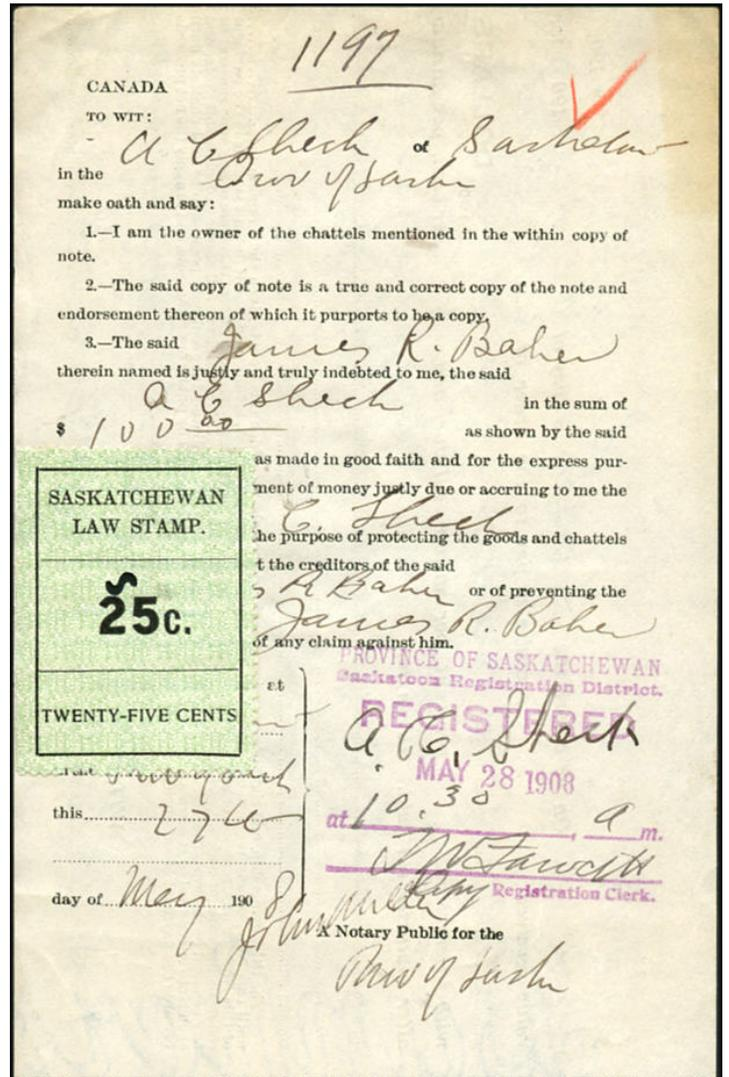 1197
CANADA
TO WIT:
A C Sheck of Saskatoon
in the Prov of Sask
make oath and say:
1.—I am the owner of the chattels mentioned in the within copy of
note.
2.—The said copy of note is a true and correct copy of the note and
endorsement thereon of which it purports to be a copy.
3.—The said James R. Baker
therein named is justly and truly indebted to me, the said
A C Sheck in the sum of
$ 100 00 as shown by the said
as made in good faith and for the express pur-
ment of money justly due or accruing to me the
C. Sheck
he purpose of protecting the goods and chattels
t the creditors of the said
s R Baker or of preventing the
James R. Baker
of any claim against him.
SASKATCHEWAN
LAW STAMP.
25c.
TWENTY-FIVE CENTS
at
PROVINCE OF SASKATCHEWAN
Saskatoon Registration District.
REGISTERED
A C, Sheck
MAY 28 1908
at 10.30 a m.
this 27th
Registration Clerk.
day of May 1908
A Notary Public for the
Prov of Sask